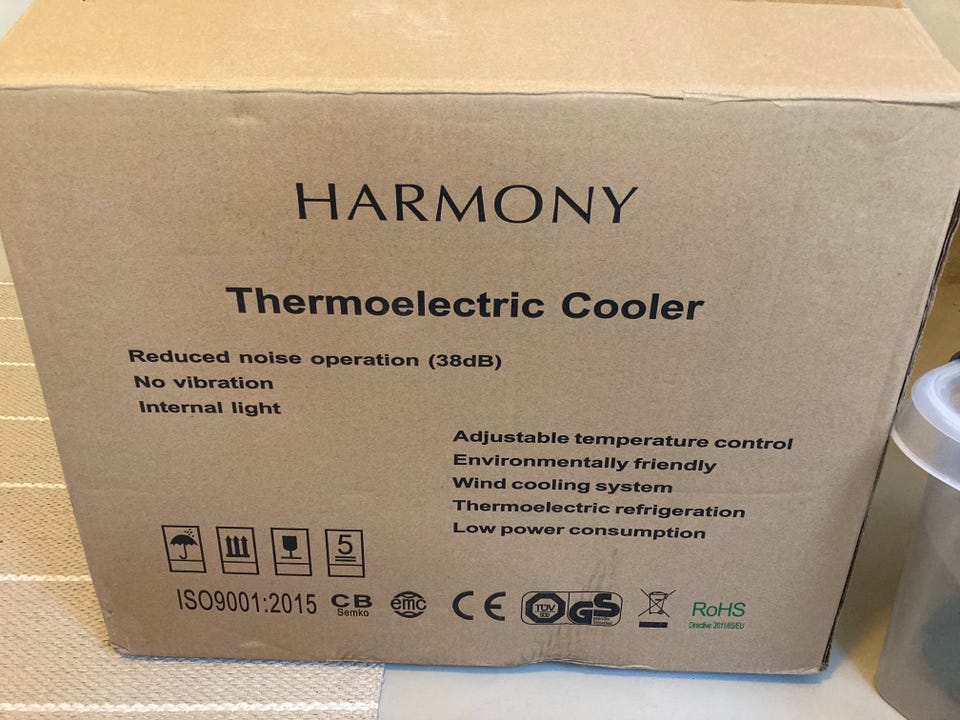 HARMONY
Thermoelectric Cooler
Reduced noise operation (38dB)
No vibration
Internal light
Adjustable temperature control
Environmentally friendly
Wind cooling system
Thermoelectric refrigeration
Low power consumption
5
ISO9001:2015 CB emc CE TÜV GS RoHS
Semko
Directive 2011/65/EU